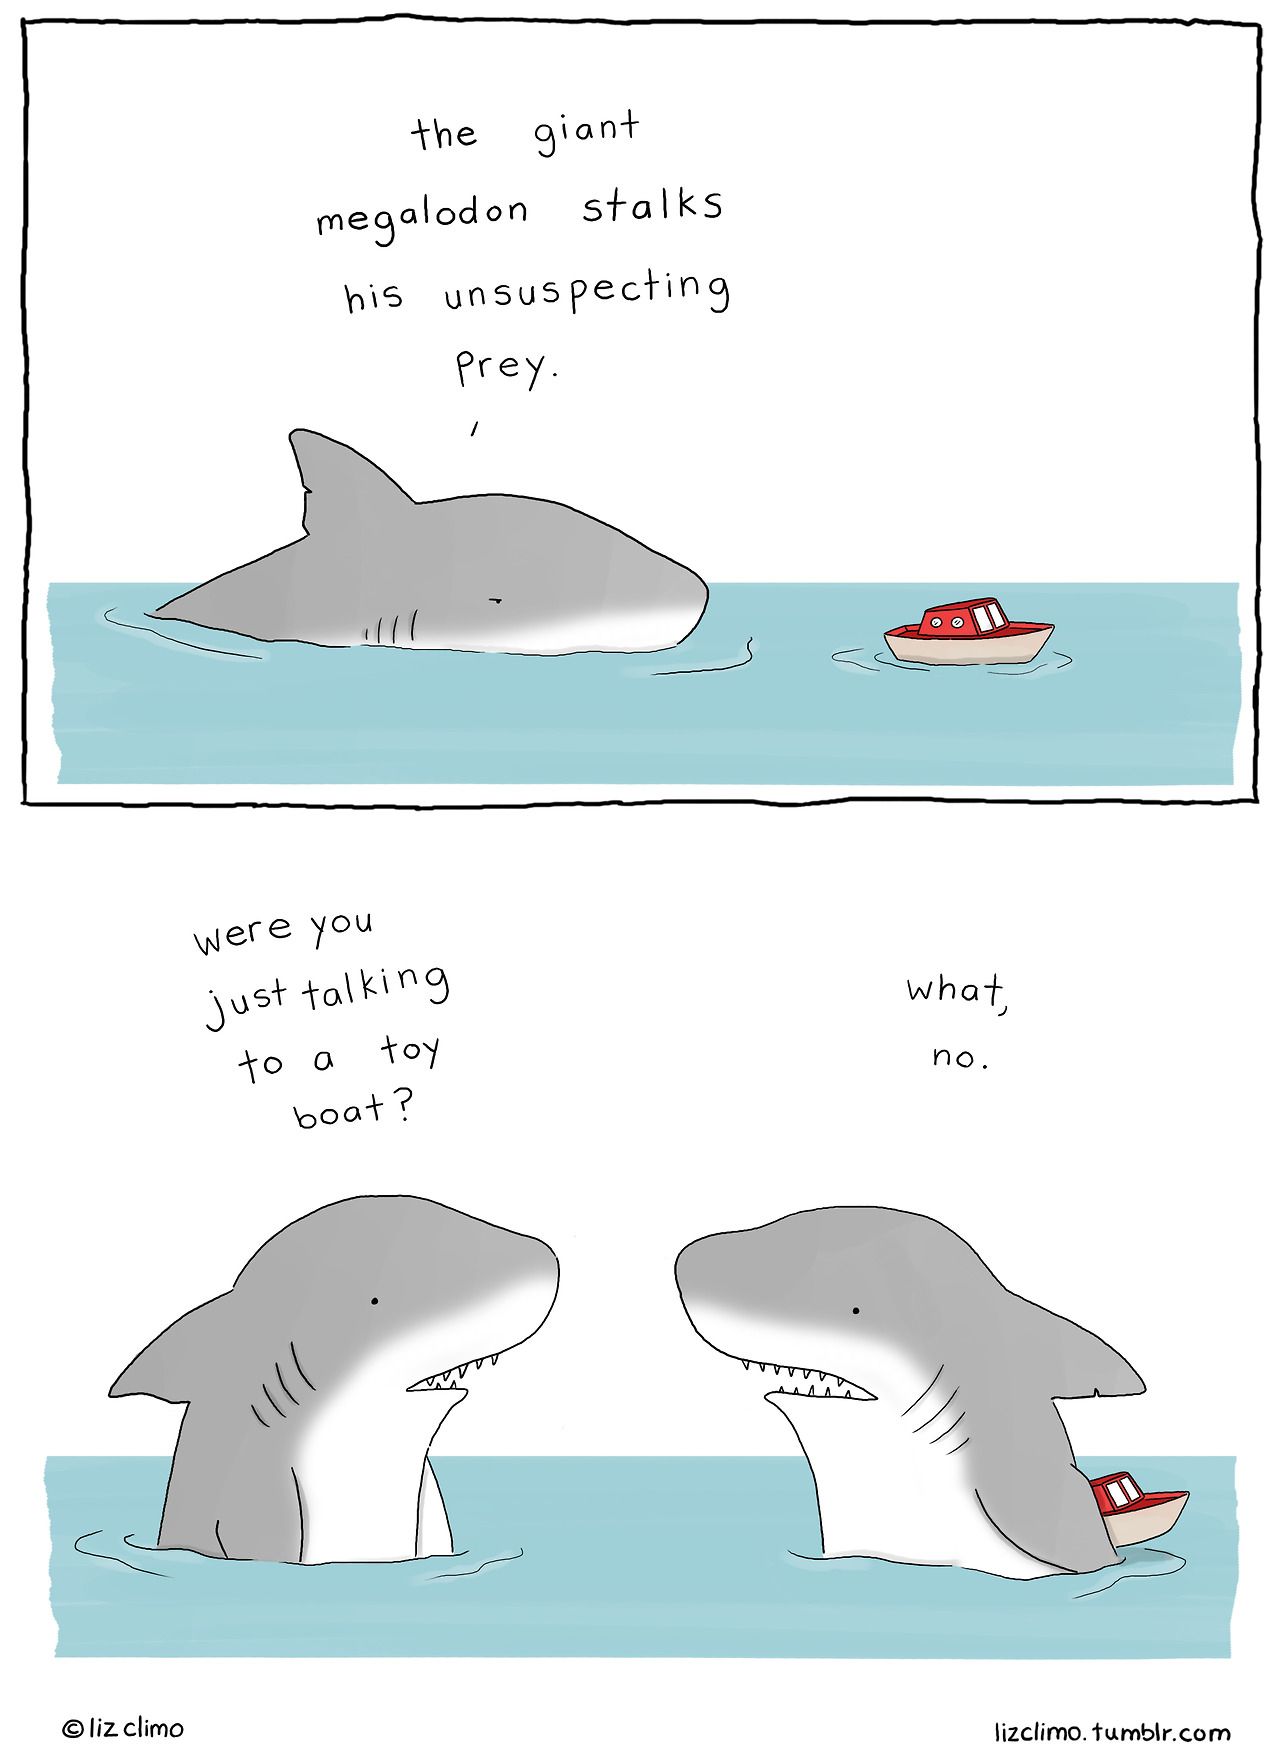 the giant
megalodon stalks
his unsuspecting
prey.
were you
just talking
to a toy
boat?
what,
no.
© liz climo
lizclimo.tumblr.com